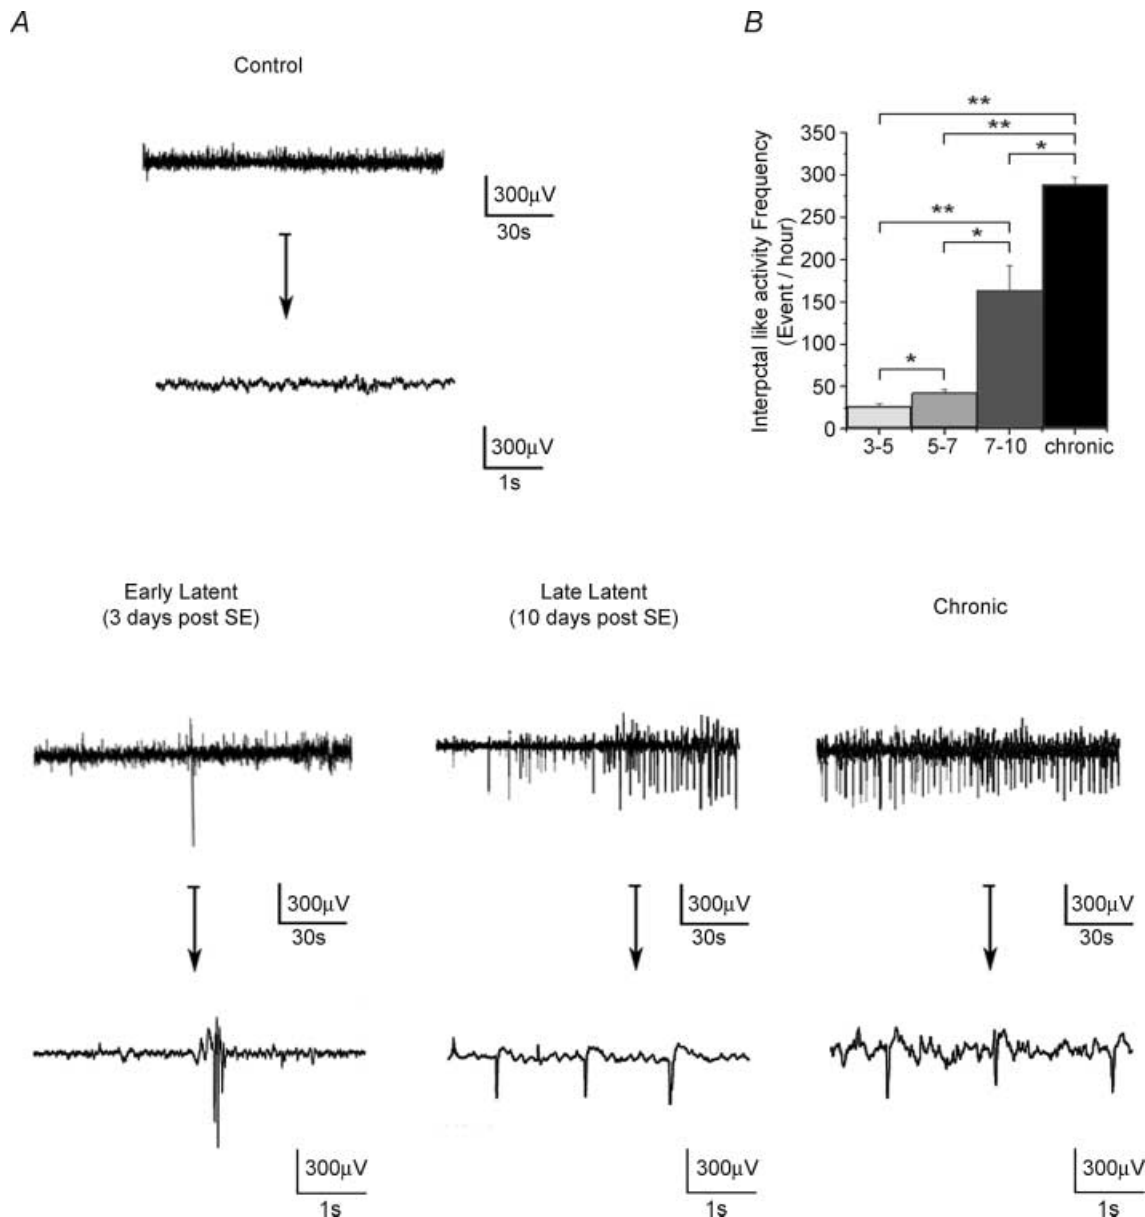 A
Control
300μV
30s
300μV
1s
B
Interpctal like activity Frequency
(Event / hour)
350
300
250
200
150
100
50
0
**
**
*
**
*
*
3-5
5-7
7-10
chronic
Early Latent
(3 days post SE)
Late Latent
(10 days post SE)
Chronic
300μV
30s
300μV
30s
300μV
30s
300μV
1s
300μV
1s
300μV
1s